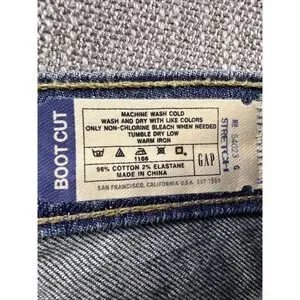 BOOT CUT
MACHINE WASH COLD
WASH AND DRY WITH LIKE COLORS
ONLY NON-CHLORINE BLEACH WHEN NEEDED
TUMBLE DRY LOW
WARM IRON
1166
98% COTTON 2% ELASTANE
MADE IN CHINA
GAP
SAN FRANCISCO, CALIFORNIA U.S.A. EST 1969
STRETCH